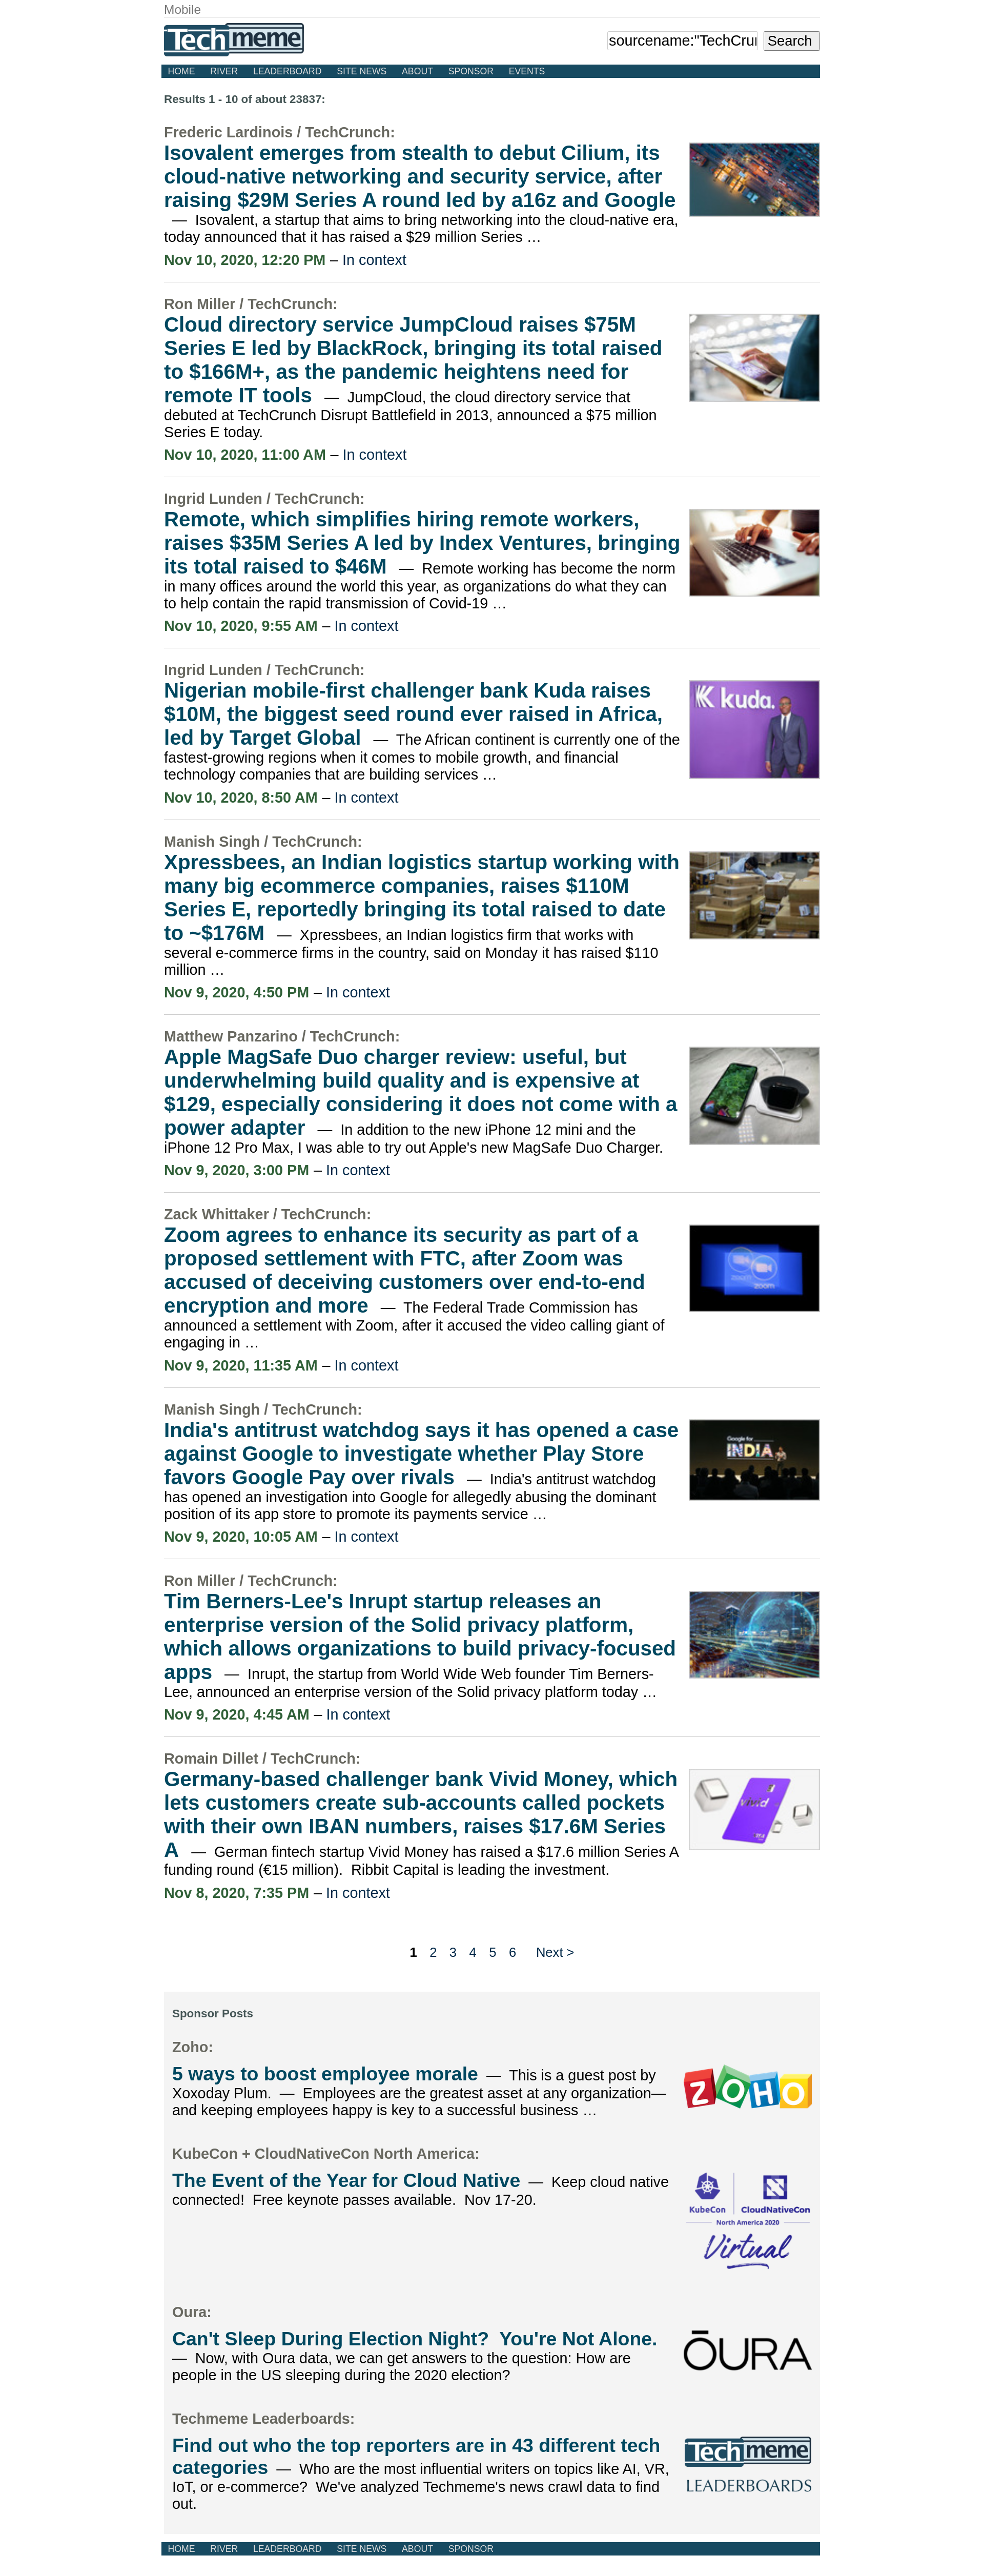 Mobile
Techmeme
sourcename:"TechCru
Search
HOME RIVER LEADERBOARD SITE NEWS ABOUT SPONSOR EVENTS
Results 1 - 10 of about 23837:
Frederic Lardinois / TechCrunch:
Isovalent emerges from stealth to debut Cilium, its
cloud-native networking and security service, after
raising $29M Series A round led by a16z and Google
— Isovalent, a startup that aims to bring networking into the cloud-native era,
today announced that it has raised a $29 million Series …
Nov 10, 2020, 12:20 PM – In context
Ron Miller / TechCrunch:
Cloud directory service JumpCloud raises $75M
Series E led by BlackRock, bringing its total raised
to $166M+, as the pandemic heightens need for
remote IT tools — JumpCloud, the cloud directory service that
debuted at TechCrunch Disrupt Battlefield in 2013, announced a $75 million
Series E today.
Nov 10, 2020, 11:00 AM – In context
Ingrid Lunden / TechCrunch:
Remote, which simplifies hiring remote workers,
raises $35M Series A led by Index Ventures, bringing
its total raised to $46M — Remote working has become the norm
in many offices around the world this year, as organizations do what they can
to help contain the rapid transmission of Covid-19 …
Nov 10, 2020, 9:55 AM – In context
Ingrid Lunden / TechCrunch:
Nigerian mobile-first challenger bank Kuda raises
$10M, the biggest seed round ever raised in Africa,
led by Target Global — The African continent is currently one of the
fastest-growing regions when it comes to mobile growth, and financial
technology companies that are building services …
Nov 10, 2020, 8:50 AM – In context
kuda.
Manish Singh / TechCrunch:
Xpressbees, an Indian logistics startup working with
many big ecommerce companies, raises $110M
Series E, reportedly bringing its total raised to date
to ~$176M — Xpressbees, an Indian logistics firm that works with
several e-commerce firms in the country, said on Monday it has raised $110
million …
Nov 9, 2020, 4:50 PM – In context
Matthew Panzarino / TechCrunch:
Apple MagSafe Duo charger review: useful, but
underwhelming build quality and is expensive at
$129, especially considering it does not come with a
power adapter — In addition to the new iPhone 12 mini and the
iPhone 12 Pro Max, I was able to try out Apple's new MagSafe Duo Charger.
Nov 9, 2020, 3:00 PM – In context
Zack Whittaker / TechCrunch:
Zoom agrees to enhance its security as part of a
proposed settlement with FTC, after Zoom was
accused of deceiving customers over end-to-end
encryption and more — The Federal Trade Commission has
announced a settlement with Zoom, after it accused the video calling giant of
engaging in …
Nov 9, 2020, 11:35 AM – In context
zoom
Manish Singh / TechCrunch:
India's antitrust watchdog says it has opened a case
against Google to investigate whether Play Store
favors Google Pay over rivals — India's antitrust watchdog
has opened an investigation into Google for allegedly abusing the dominant
position of its app store to promote its payments service …
Nov 9, 2020, 10:05 AM – In context
Google for
INDIA
Ron Miller / TechCrunch:
Tim Berners-Lee's Inrupt startup releases an
enterprise version of the Solid privacy platform,
which allows organizations to build privacy-focused
apps — Inrupt, the startup from World Wide Web founder Tim Berners-
Lee, announced an enterprise version of the Solid privacy platform today …
Nov 9, 2020, 4:45 AM – In context
Romain Dillet / TechCrunch:
Germany-based challenger bank Vivid Money, which
lets customers create sub-accounts called pockets
with their own IBAN numbers, raises $17.6M Series
A — German fintech startup Vivid Money has raised a $17.6 million Series A
funding round (€15 million). Ribbit Capital is leading the investment.
Nov 8, 2020, 7:35 PM – In context
vivid
1 2 3 4 5 6 Next >
Sponsor Posts
Zoho:
5 ways to boost employee morale — This is a guest post by
Xoxoday Plum. — Employees are the greatest asset at any organization—
and keeping employees happy is key to a successful business …
ZOHO
KubeCon + CloudNativeCon North America:
The Event of the Year for Cloud Native — Keep cloud native
connected! Free keynote passes available. Nov 17-20.
KubeCon CloudNativeCon
North America 2020
Virtual
Oura:
Can't Sleep During Election Night? You're Not Alone.
— Now, with Oura data, we can get answers to the question: How are
people in the US sleeping during the 2020 election?
ŌURA
Techmeme Leaderboards:
Find out who the top reporters are in 43 different tech
categories — Who are the most influential writers on topics like AI, VR,
IoT, or e-commerce? We've analyzed Techmeme's news crawl data to find
out.
Techmeme
LEADERBOARDS
HOME RIVER LEADERBOARD SITE NEWS ABOUT SPONSOR